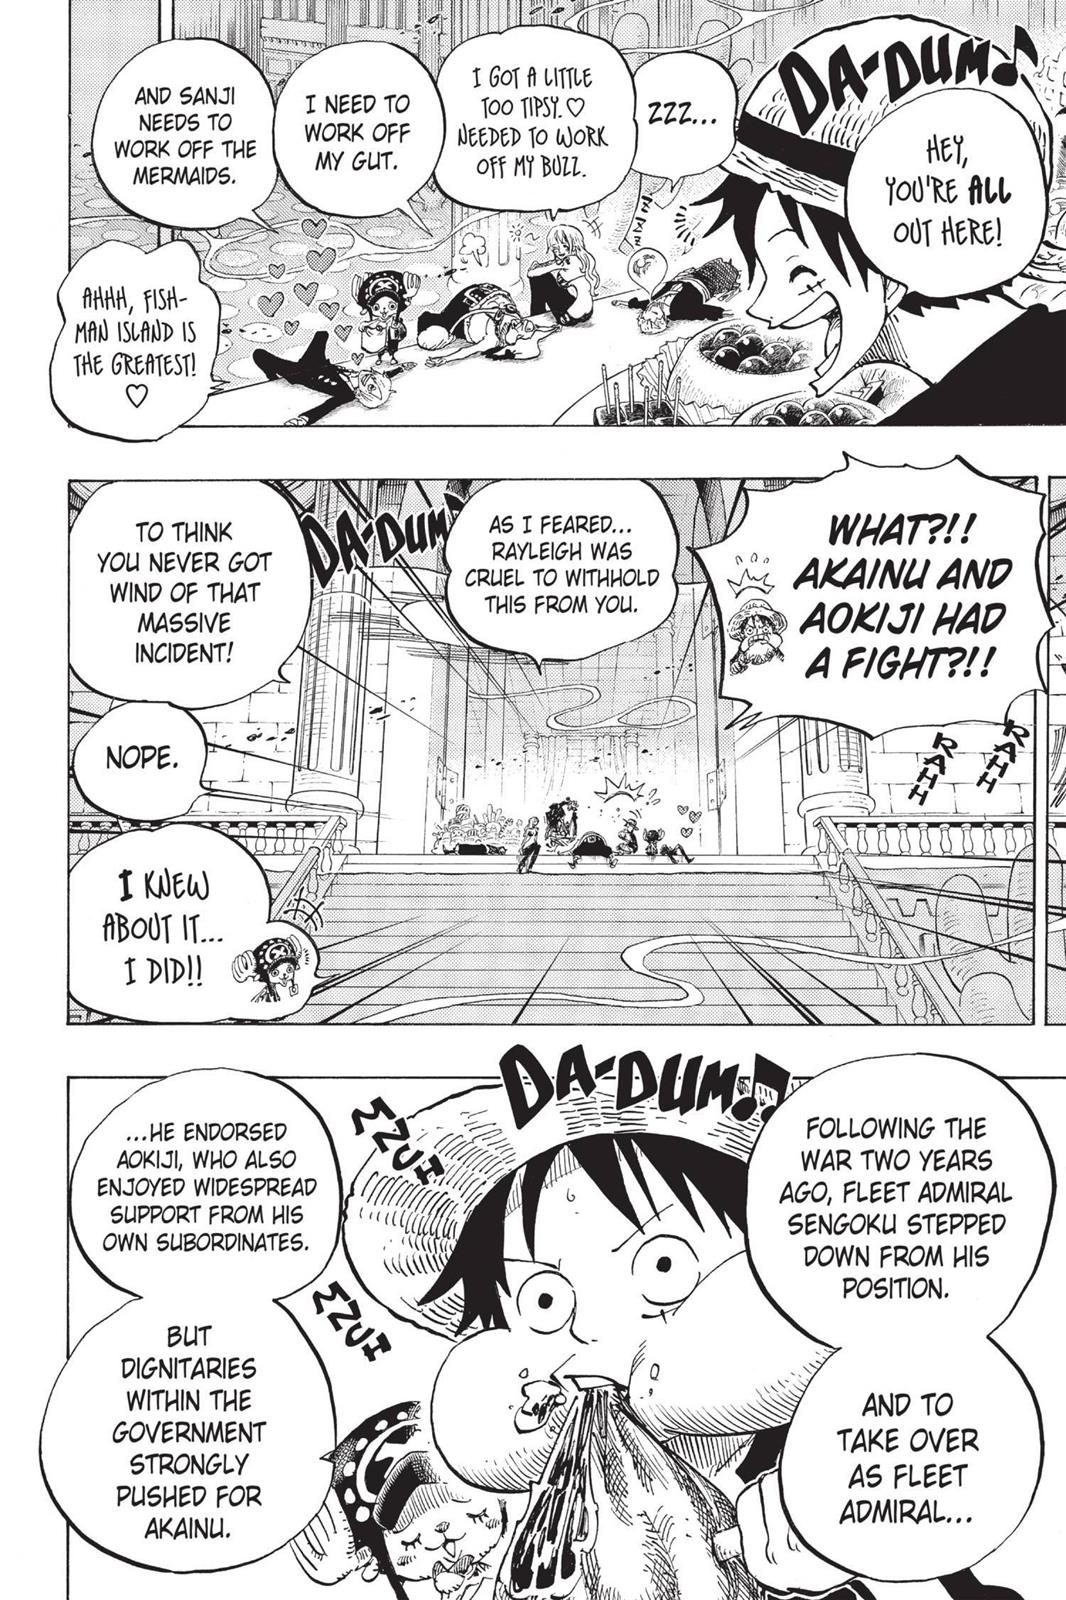 DA-DUM♪
HEY,
YOU'RE ALL
OUT HERE!
ZZZ...
I GOT A LITTLE
TOO TIPSY.♡
NEEDED TO WORK
OFF MY BUZZ.
I NEED TO
WORK OFF
MY GUT.
AND SANJI
NEEDS TO
WORK OFF THE
MERMAIDS.
AHHH, FISH-
MAN ISLAND IS
THE GREATEST!
♡
WHAT?!!
AKAINU AND
AOKIJI HAD
A FIGHT?!!
RAHH
RAHH
AS I FEARED...
RAYLEIGH WAS
CRUEL TO WITHHOLD
THIS FROM YOU.
DA-DUM♪
TO THINK
YOU NEVER GOT
WIND OF THAT
MASSIVE
INCIDENT!
NOPE.
I KNEW
ABOUT IT...
I DID!!
DA-DUM♪♪
FOLLOWING THE
WAR TWO YEARS
AGO, FLEET ADMIRAL
SENGOKU STEPPED
DOWN FROM HIS
POSITION.
AND TO
TAKE OVER
AS FLEET
ADMIRAL...
...HE ENDORSED
AOKIJI, WHO ALSO
ENJOYED WIDESPREAD
SUPPORT FROM HIS
OWN SUBORDINATES.
BUT
DIGNITARIES
WITHIN THE
GOVERNMENT
STRONGLY
PUSHED FOR
AKAINU.